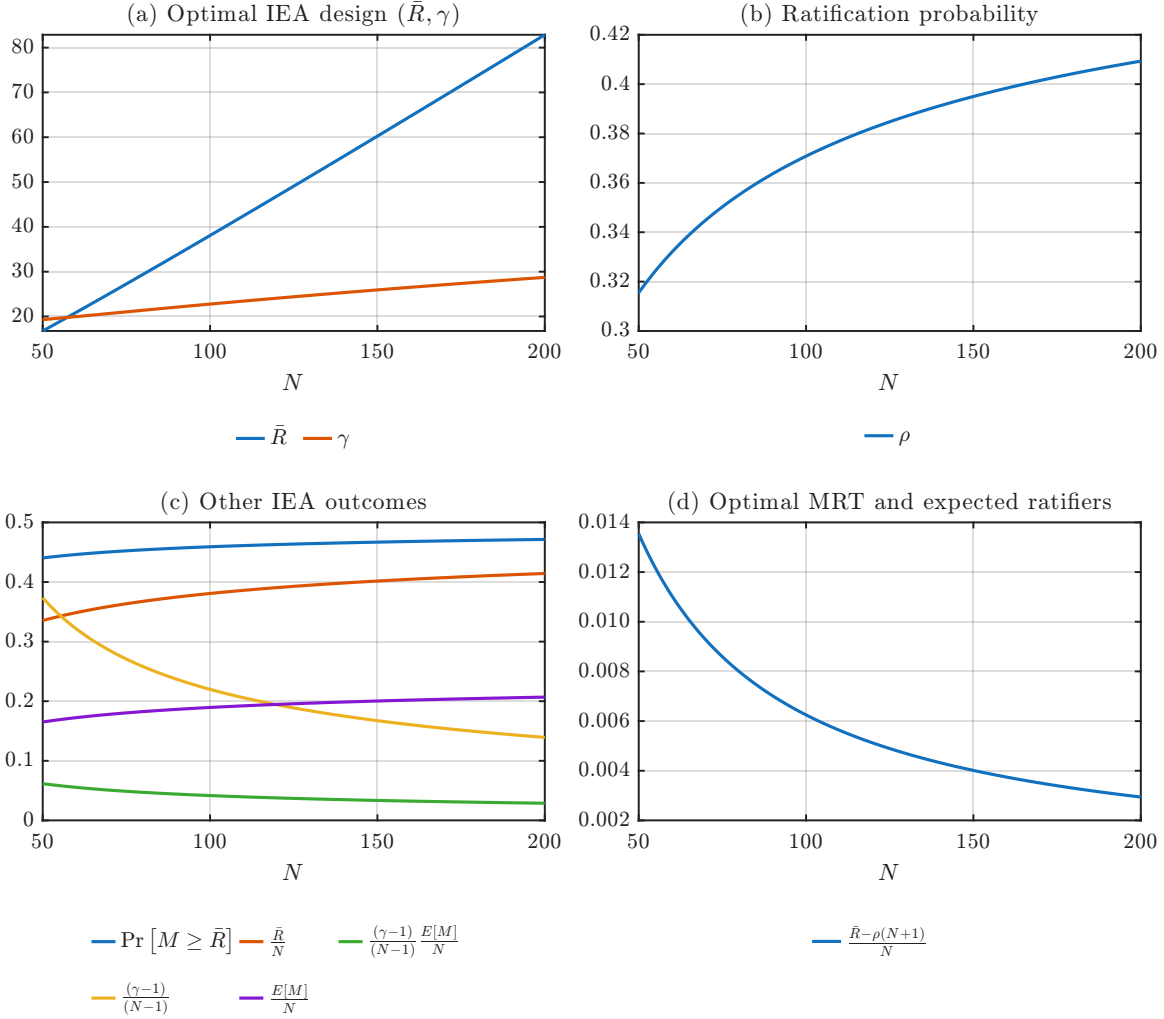 (a) Optimal IEA design (R̄, γ)
80
70
60
50
40
30
20
50 100 150 200
N
R̄ γ
(b) Ratification probability
0.42
0.4
0.38
0.36
0.34
0.32
0.3
50 100 150 200
N
ρ
(c) Other IEA outcomes
0.5
0.4
0.3
0.2
0.1
0
50 100 150 200
N
Pr [M ≥ R̄] R̄/N (γ−1)/(N−1) E[M]/N
(γ−1)/(N−1) E[M]/N
(d) Optimal MRT and expected ratifiers
0.014
0.012
0.010
0.008
0.006
0.004
0.002
50 100 150 200
N
R̄−ρ(N+1)/N